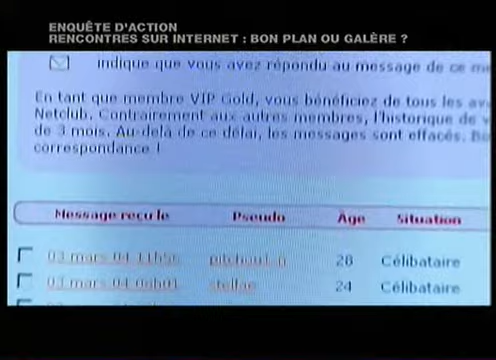 ENQUÊTE D'ACTION
RENCONTRES SUR INTERNET : BON PLAN OU GALÈRE ?
indique que vous avez répondu au message de ce
En tant que membre VIP Gold, vous bénéficiez de tous les
Netclub. Contrairement aux autres membres, l'historique de
de 3 mois. Au-delà de ce délai, les messages sont effacés.
correspondance !
Message reçu le Pseudo Âge Situation
03 mars 04 28 Célibataire
03 mars 04 24 Célibataire